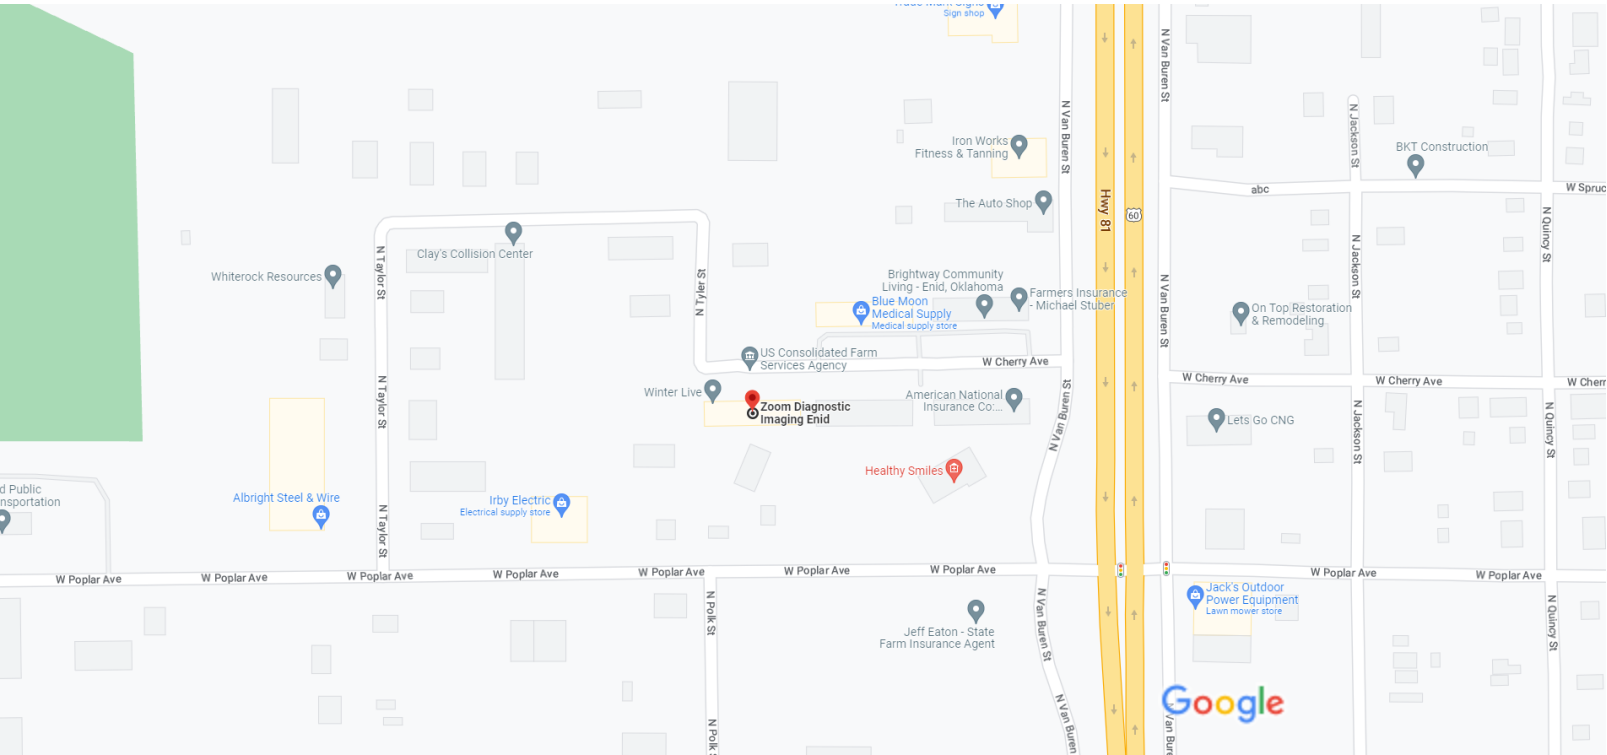 Sign shop
N Van Buren St
N Van Buren St
Iron Works
Fitness & Tanning
N Jackson St
BKT Construction
abc
W Spruc
The Auto Shop
Hwy 81
60
N Quincy St
Clay's Collision Center
N Taylor St
Whiterock Resources
N Tyler St
N Jackson St
Brightway Community
Living - Enid, Oklahoma
Farmers Insurance
- Michael Stuber
Blue Moon
Medical Supply
Medical supply store
N Van Buren St
On Top Restoration
& Remodeling
US Consolidated Farm
Services Agency
W Cherry Ave
W Cherry Ave
W Cherry Ave
W Cherr
Winter Live
Zoom Diagnostic
Imaging Enid
American National
Insurance Co:...
N Taylor St
N Van Buren St
Lets Go CNG
N Jackson St
N Quincy St
Healthy Smiles
d Public
nsportation
Albright Steel & Wire
Irby Electric
Electrical supply store
N Taylor St
W Poplar Ave
W Poplar Ave
W Poplar Ave
W Poplar Ave
W Poplar Ave
W Poplar Ave
W Poplar Ave
W Poplar Ave
W Poplar Ave
N Polk St
Jeff Eaton - State
Farm Insurance Agent
N Van Buren St
Jack's Outdoor
Power Equipment
Lawn mower store
N Quincy St
N Polk St
N Van Buren St
Van Bure
Google